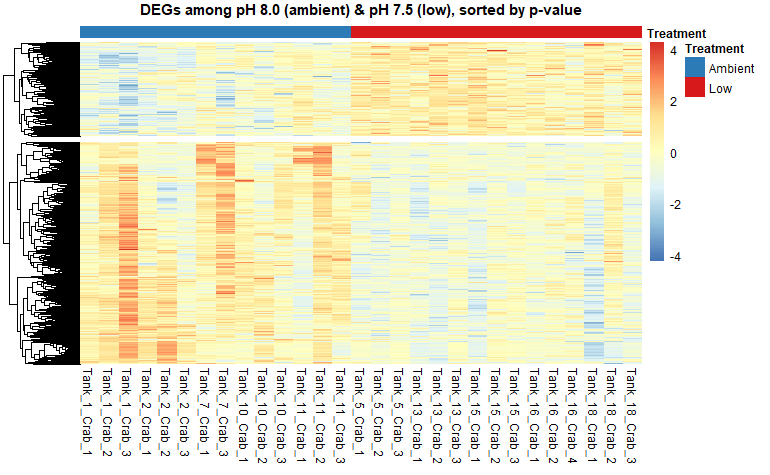 DEGs among pH 8.0 (ambient) & pH 7.5 (low), sorted by p-value
Treatment
4
2
0
-2
-4
Treatment
Ambient
Low
Tank_1_Crab_1
Tank_1_Crab_2
Tank_1_Crab_3
Tank_2_Crab_1
Tank_2_Crab_2
Tank_2_Crab_3
Tank_7_Crab_1
Tank_7_Crab_3
Tank_10_Crab_1
Tank_10_Crab_2
Tank_10_Crab_3
Tank_11_Crab_1
Tank_11_Crab_2
Tank_11_Crab_3
Tank_5_Crab_1
Tank_5_Crab_2
Tank_5_Crab_3
Tank_13_Crab_1
Tank_13_Crab_2
Tank_13_Crab_3
Tank_15_Crab_1
Tank_15_Crab_2
Tank_15_Crab_3
Tank_16_Crab_1
Tank_16_Crab_2
Tank_16_Crab_4
Tank_18_Crab_1
Tank_18_Crab_2
Tank_18_Crab_3